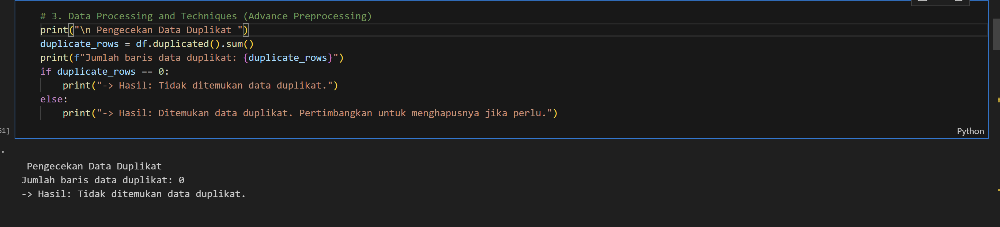 # 3. Data Processing and Techniques (Advance Preprocessing)
print("\n Pengecekan Data Duplikat ")
duplicate_rows = df.duplicated().sum()
print(f"Jumlah baris data duplikat: {duplicate_rows}")
if duplicate_rows == 0:
    print("-> Hasil: Tidak ditemukan data duplikat.")
else:
    print("-> Hasil: Ditemukan data duplikat. Pertimbangkan untuk menghapusnya jika perlu.")
51]
Python
 Pengecekan Data Duplikat
Jumlah baris data duplikat: 0
-> Hasil: Tidak ditemukan data duplikat.